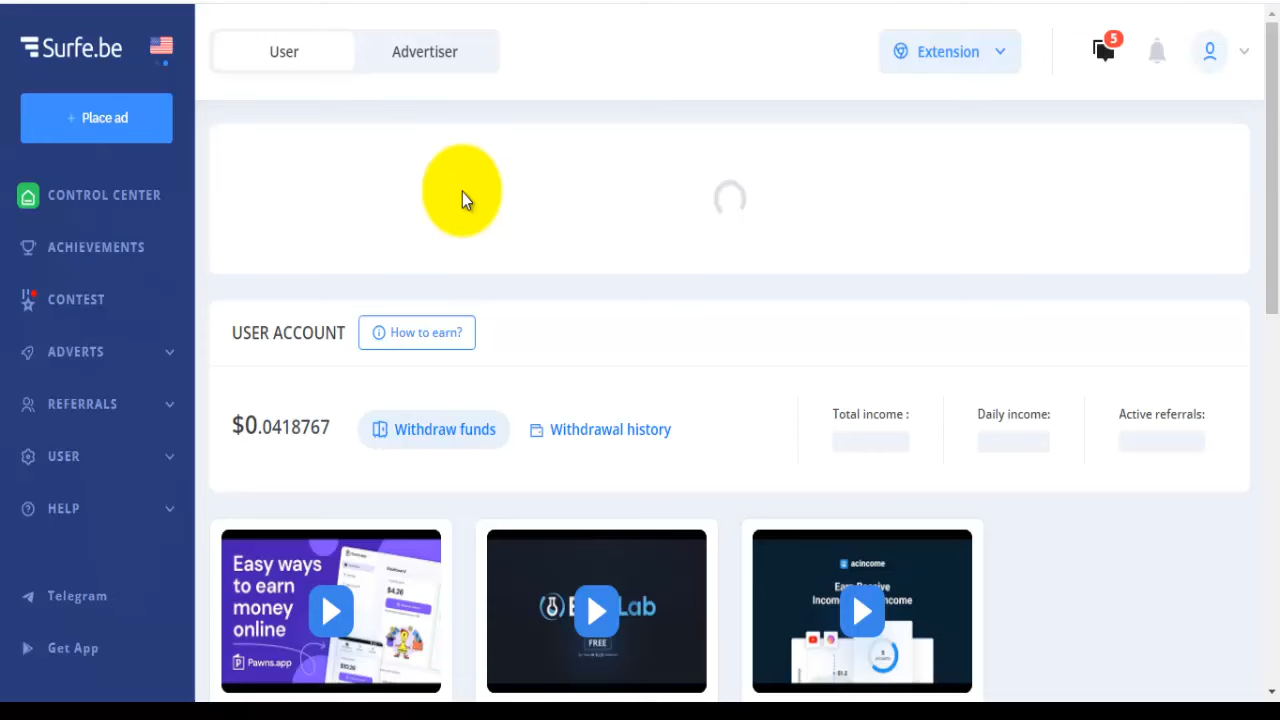 Surfe.be
User
Advertiser
Extension
5
+ Place ad
CONTROL CENTER
ACHIEVEMENTS
CONTEST
ADVERTS
REFERRALS
USER
HELP
Telegram
Get App
USER ACCOUNT
How to earn?
$0.0418767
Withdraw funds
Withdrawal history
Total income :
Daily income:
Active referrals:
Easy ways
to earn
money
online
Pawns.app
$4.26
FREE
acincome